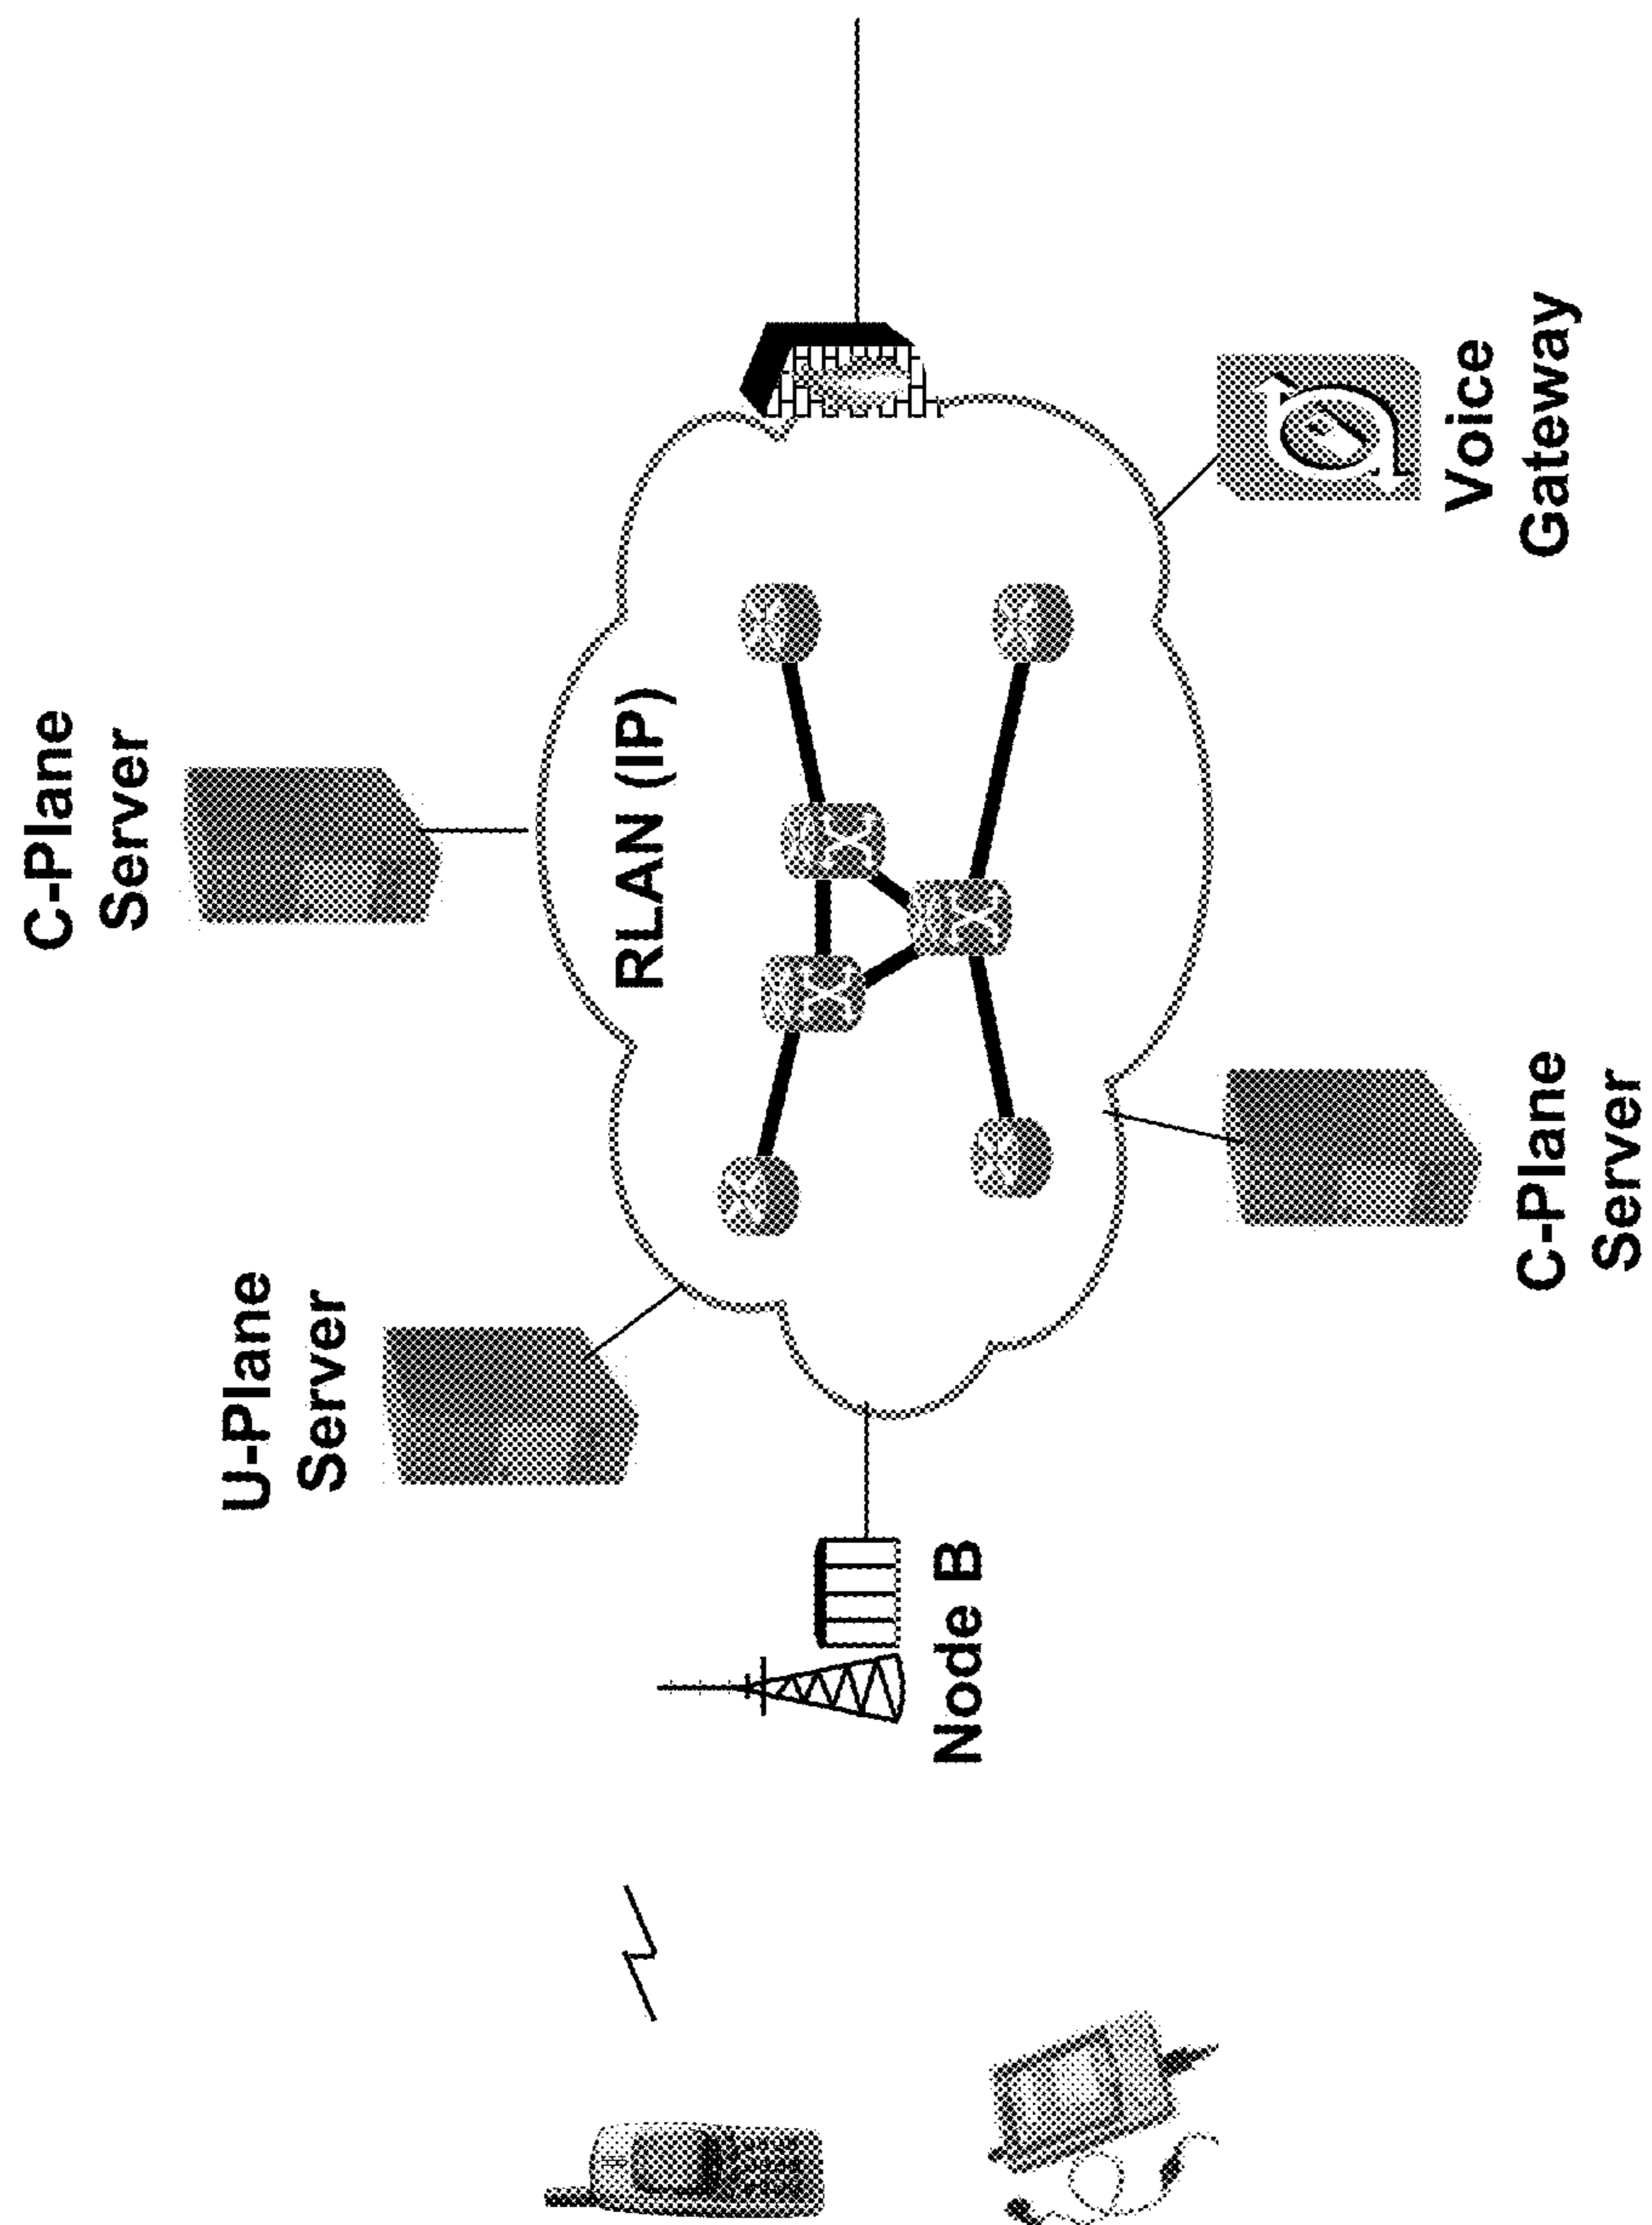 C-Plane
Server
U-Plane
Server
RLAN (IP)
Node B
C-Plane
Server
Voice
Gateway